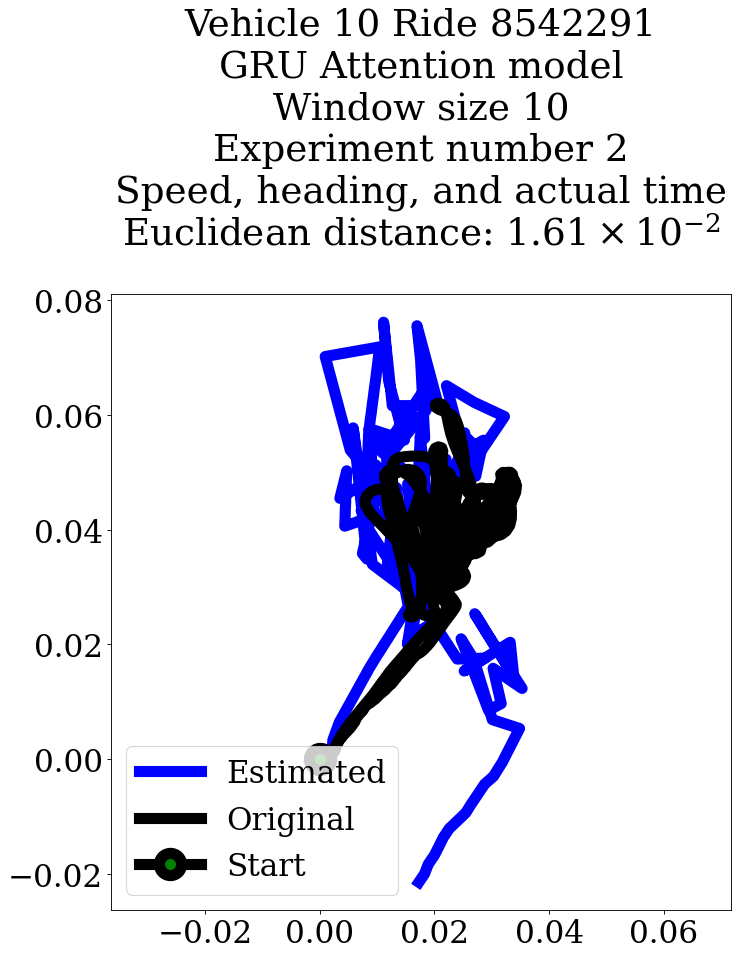 Vehicle 10 Ride 8542291
GRU Attention model
Window size 10
Experiment number 2
Speed, heading, and actual time
Euclidean distance: 1.61 × 10⁻²
0.08
0.06
0.04
0.02
0.00
−0.02
Estimated
Original
Start
−0.02 0.00 0.02 0.04 0.06